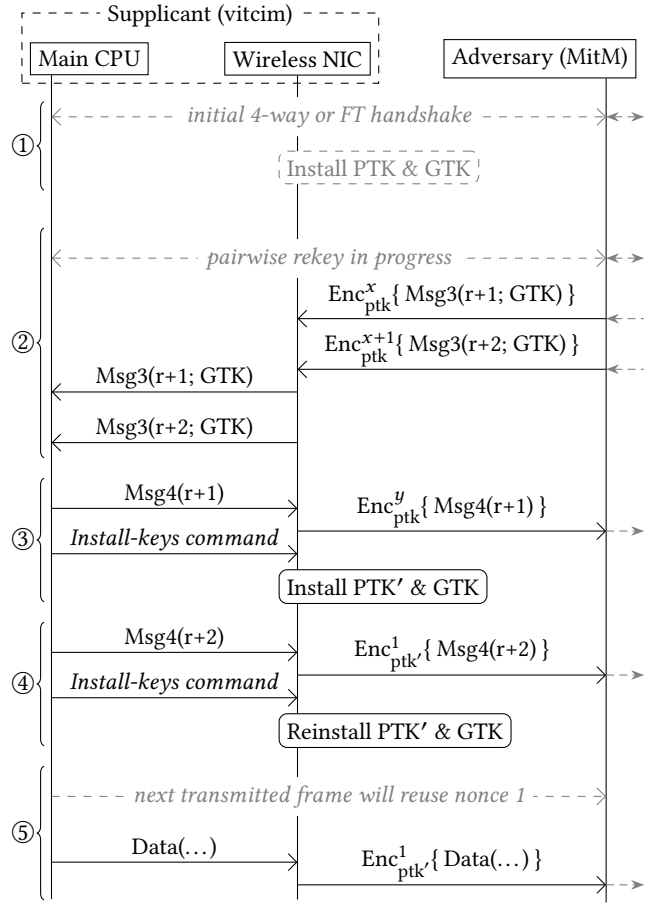 Supplicant (vitcim)
Main CPU Wireless NIC Adversary (MitM)
initial 4-way or FT handshake
①
Install PTK & GTK
pairwise rekey in progress
Enc^x_ptk{ Msg3(r+1; GTK) }
②
Enc^{x+1}_ptk{ Msg3(r+2; GTK) }
Msg3(r+1; GTK)
Msg3(r+2; GTK)
Msg4(r+1)
Enc^y_ptk{ Msg4(r+1) }
③
Install-keys command
Install PTK′ & GTK
Msg4(r+2)
Enc^1_ptk′{ Msg4(r+2) }
④
Install-keys command
Reinstall PTK′ & GTK
next transmitted frame will reuse nonce 1
⑤
Data(…)
Enc^1_ptk′{ Data(…) }